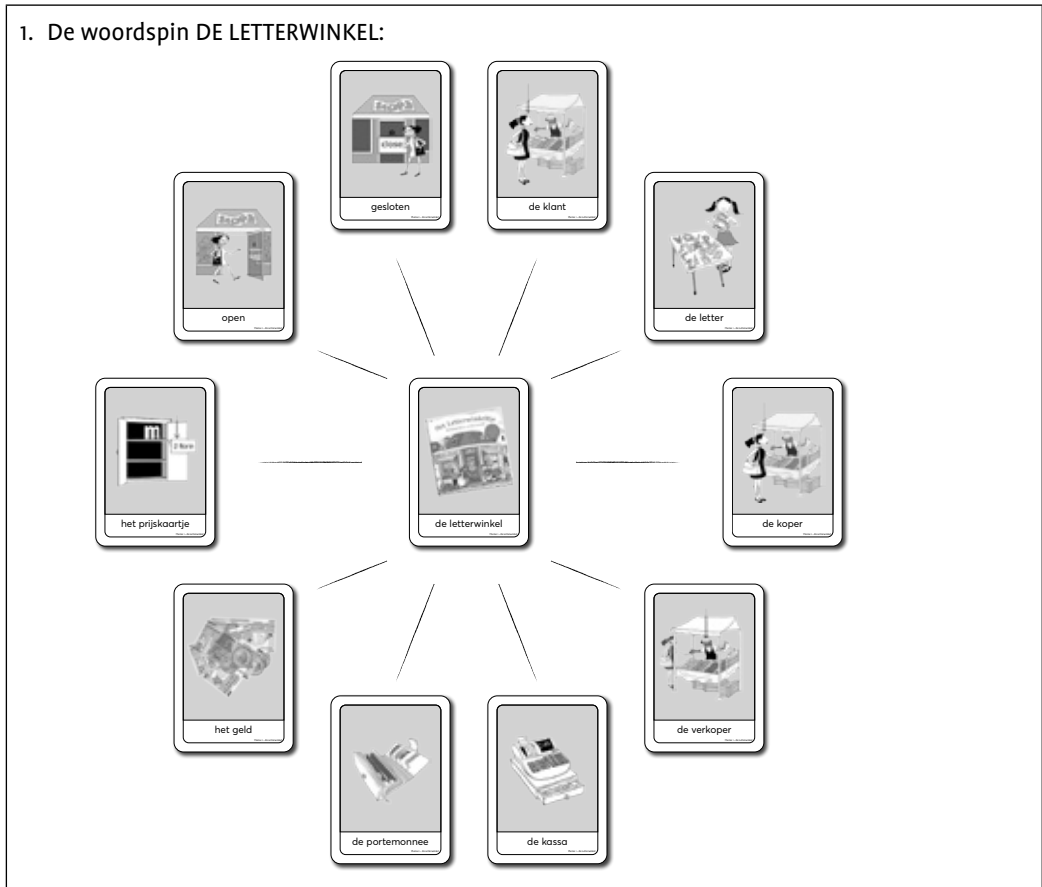 1. De woordspin DE LETTERWINKEL:
gesloten
de klant
open
de letter
het prijskaartje
de letterwinkel
de koper
het geld
de verkoper
de portemonnee
de kassa